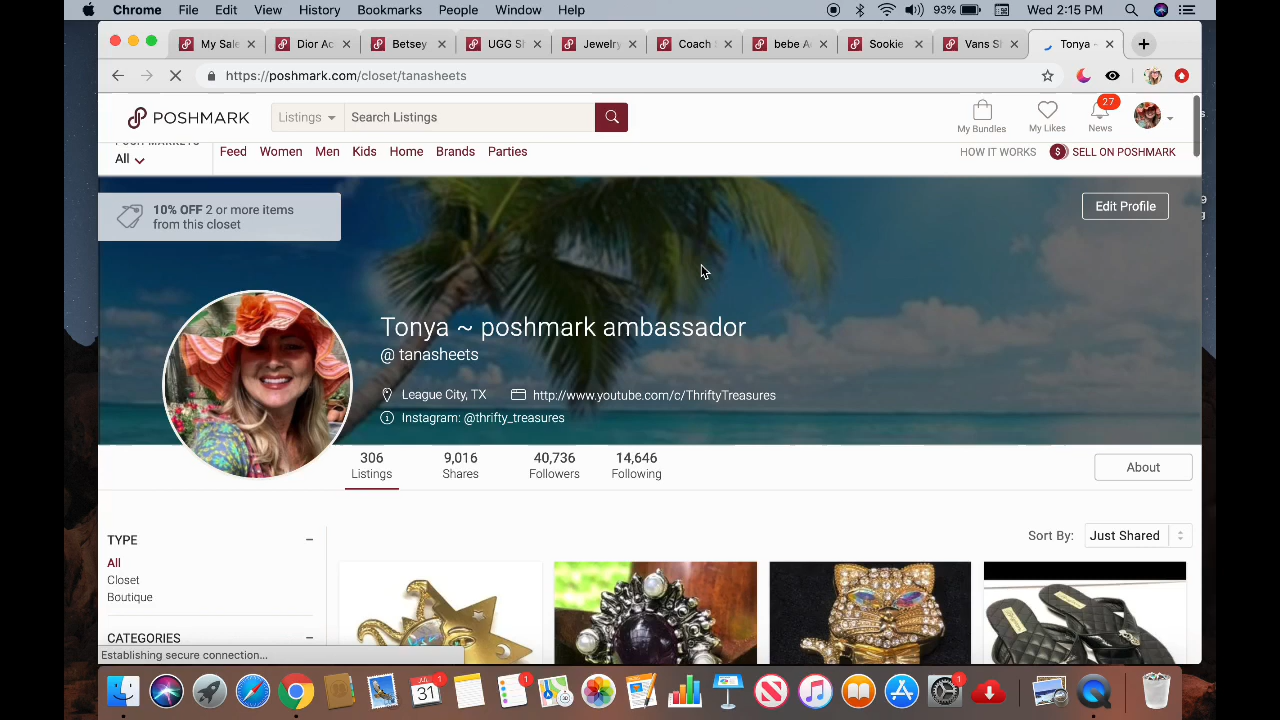 Chrome File Edit View History Bookmarks People Window Help 93% Wed 2:15 PM
My Sale Dior Ac Betsey UGG S Jewelry Coach bebe A Sookie Vans S Tonya ~
https://poshmark.com/closet/tanasheets
POSHMARK Listings Search Listings My Bundles My Likes 27 News
All Feed Women Men Kids Home Brands Parties HOW IT WORKS $ SELL ON POSHMARK
10% OFF 2 or more items
from this closet
Edit Profile
Tonya ~ poshmark ambassador
@ tanasheets
League City, TX http://www.youtube.com/c/ThriftyTreasures
Instagram: @thrifty_treasures
306 9,016 40,736 14,646
Listings Shares Followers Following
About
TYPE
Sort By: Just Shared
All
Closet
Boutique
CATEGORIES
Establishing secure connection...
JUL 1
31
1
1